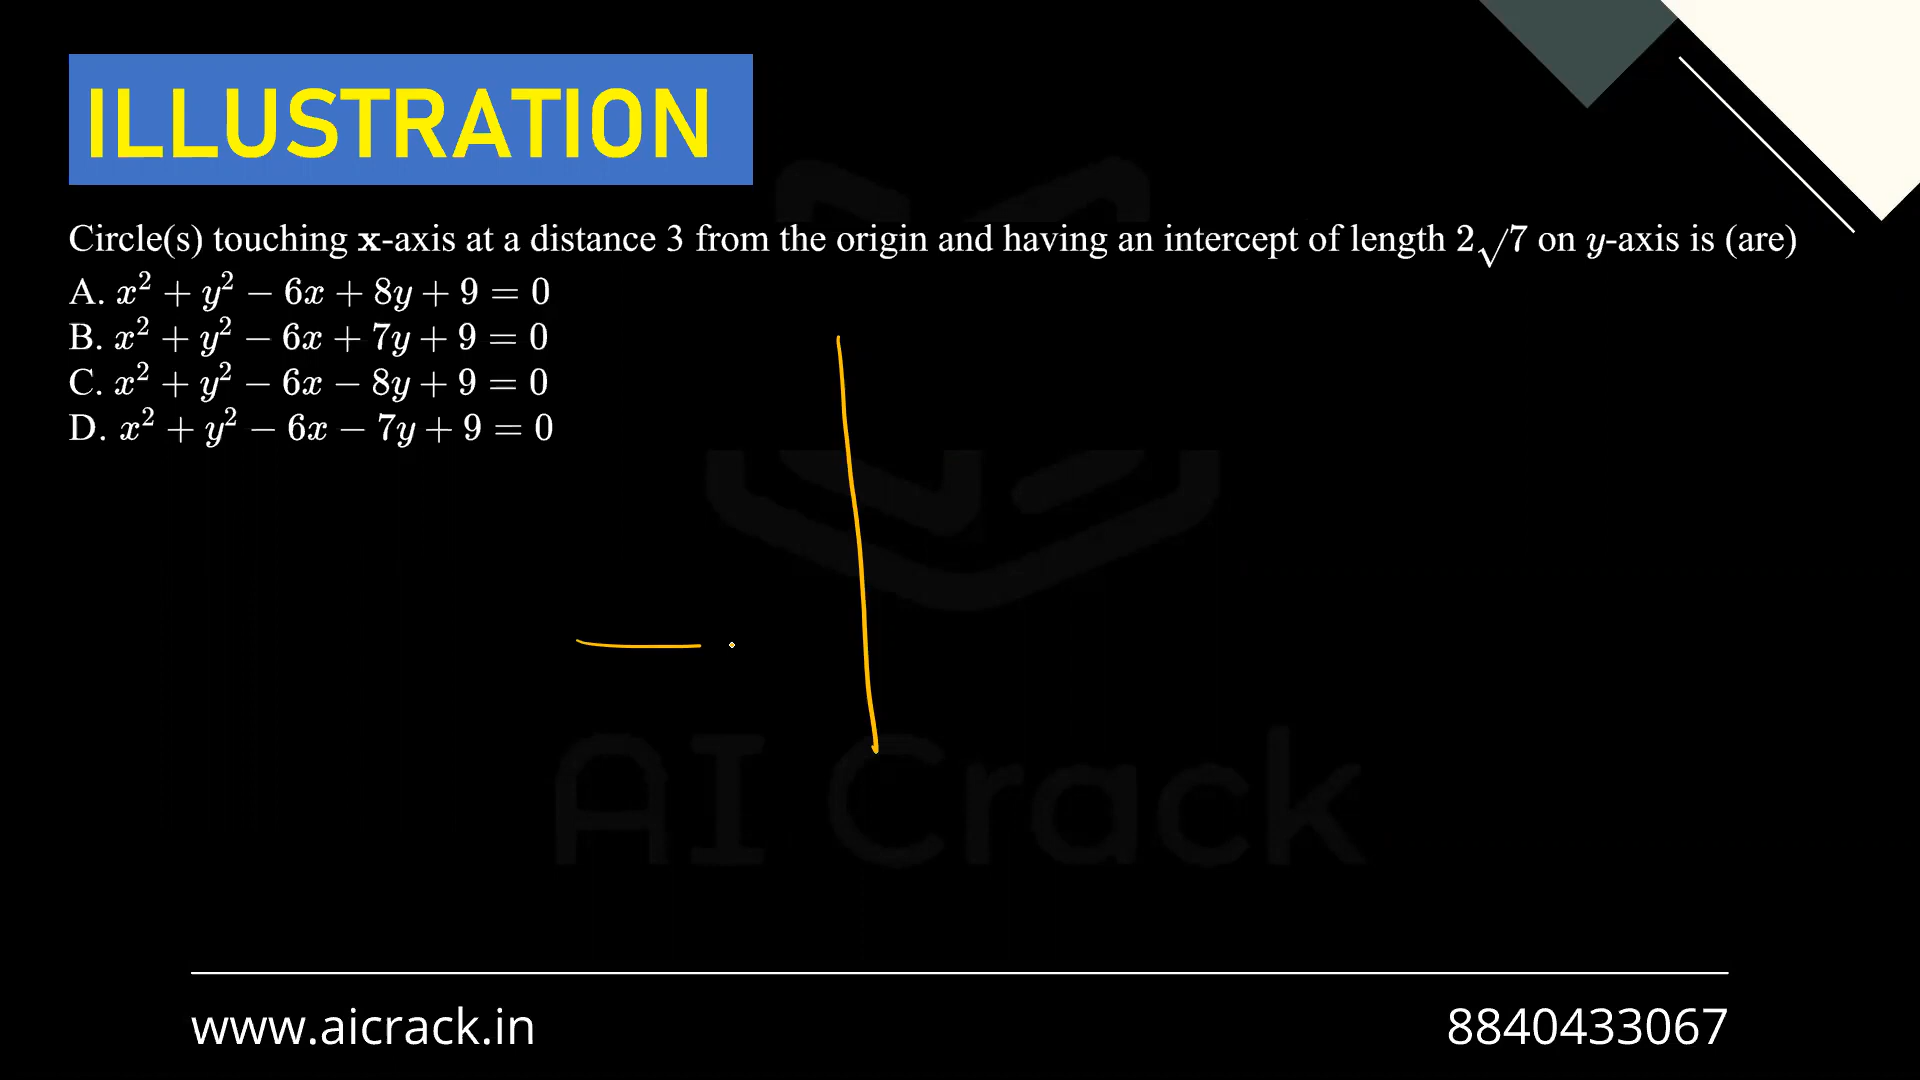 ILLUSTRATION
Circle(s) touching x-axis at a distance 3 from the origin and having an intercept of length 2√7 on y-axis is (are)
A. x² + y² − 6x + 8y + 9 = 0
B. x² + y² − 6x + 7y + 9 = 0
C. x² + y² − 6x − 8y + 9 = 0
D. x² + y² − 6x − 7y + 9 = 0
AI Crack
www.aicrack.in
8840433067